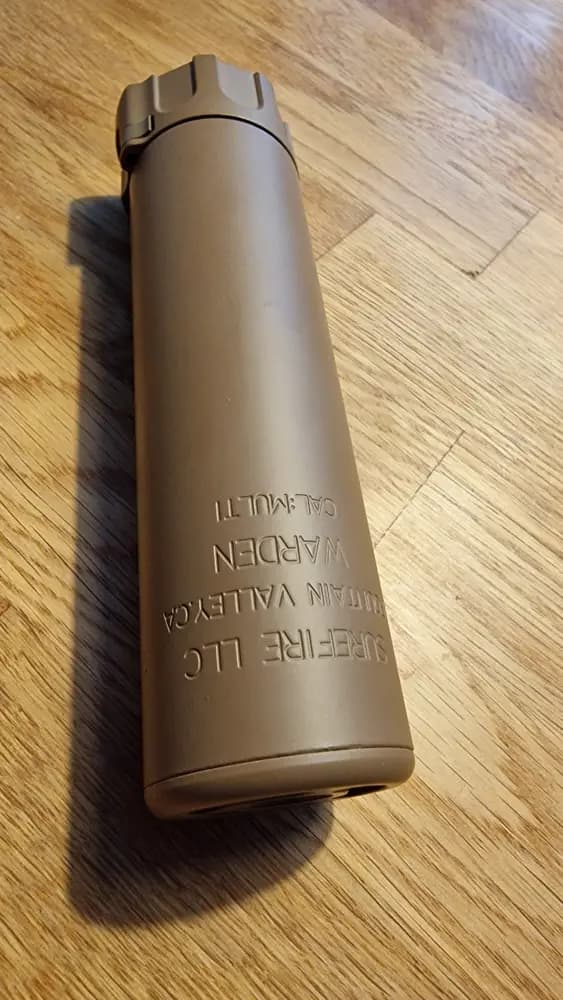 SUREFIRE LLC
VALLEY.CA
WARDEN
CAL:MULTI